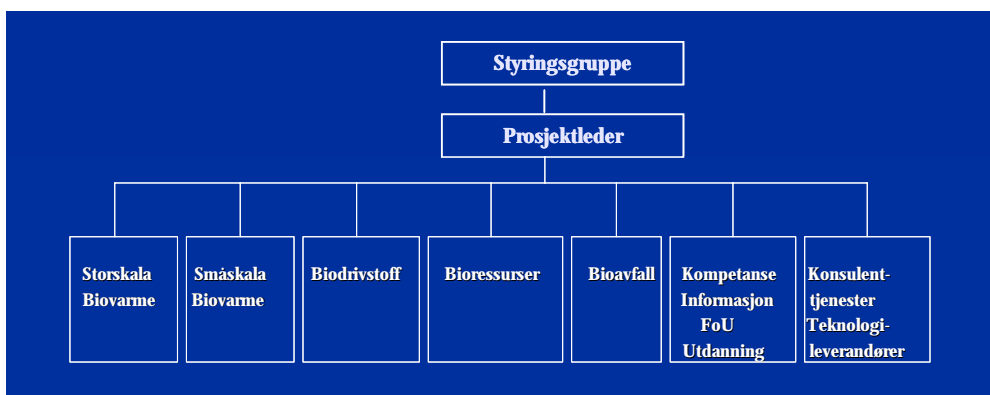 Styringsgruppe
Prosjektleder
Storskala
Biovarme
Småskala
Biovarme
Biodrivstoff
Bioressurser
Bioavfall
Kompetanse
Informasjon
FoU
Utdanning
Konsulent-
tjenester
Teknologi-
leverandører